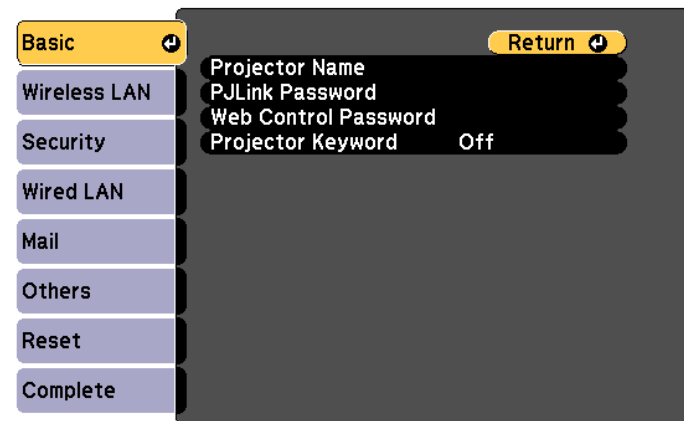 Basic
Wireless LAN
Security
Wired LAN
Mail
Others
Reset
Complete
Return
Projector Name
PJLink Password
Web Control Password
Projector Keyword Off